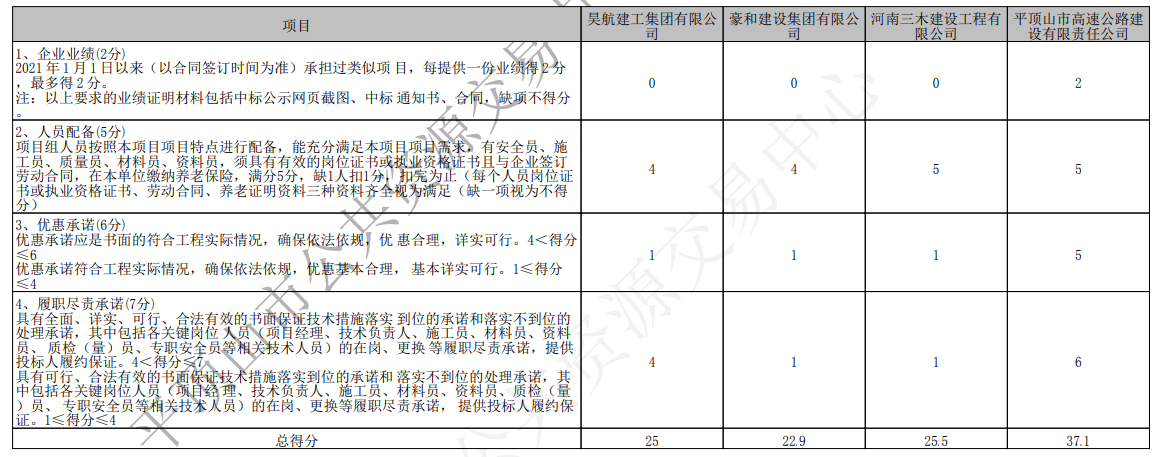 项目
昊航建工集团有限公
司
豪和建设集团有限公
司
河南三木建设工程有
限公司
平顶山市高速公路建
设有限责任公司
1、企业业绩(2分)
2021年1月1日以来（以合同签订时间为准）承担过类似项目，每提供一份业绩得2分
，最多得2分。
注：以上要求的业绩证明材料包括中标公示网页截图、中标通知书、合同，缺项不得分
。
0
0
0
2
2、人员配备(5分)
项目组人员按照本项目项目特点进行配备，能充分满足本项目项目需求，有安全员、施
工员、质量员、材料员、资料员，须具有有效的岗位证书或执业资格证书且与企业签订
劳动合同，在本单位缴纳养老保险，满分5分，缺1人扣1分，扣完为止（每个人员岗位证
书或执业资格证书、劳动合同、养老证明资料三种资料齐全视为满足（缺一项视为不得
分）
4
4
5
5
3、优惠承诺(6分)
优惠承诺应是书面的符合工程实际情况，确保依法依规，优惠合理，详实可行。4＜得分
≤6
优惠承诺符合工程实际情况，确保依法依规，优惠基本合理，基本详实可行。1≤得分
≤4
1
1
1
5
4、履职尽责承诺(7分)
具有全面、详实、可行、合法有效的书面保证技术措施落实到位的承诺和落实不到位的
处理承诺，其中包括各关键岗位人员（项目经理、技术负责人、施工员、材料员、资料
员、质检（量）员、专职安全员等相关技术人员）的在岗、更换等履职尽责承诺，提供
投标人履约保证。4＜得分≤7
具有可行、合法有效的书面保证技术措施落实到位的承诺和落实不到位的处理承诺，其
中包括各关键岗位人员（项目经理、技术负责人、施工员、材料员、资料员、质检（量
）员、专职安全员等相关技术人员）的在岗、更换等履职尽责承诺，提供投标人履约保
证。1≤得分≤4
4
1
1
6
总得分
25
22.9
25.5
37.1
平顶山市公共资源交易中
公共资源交易中心